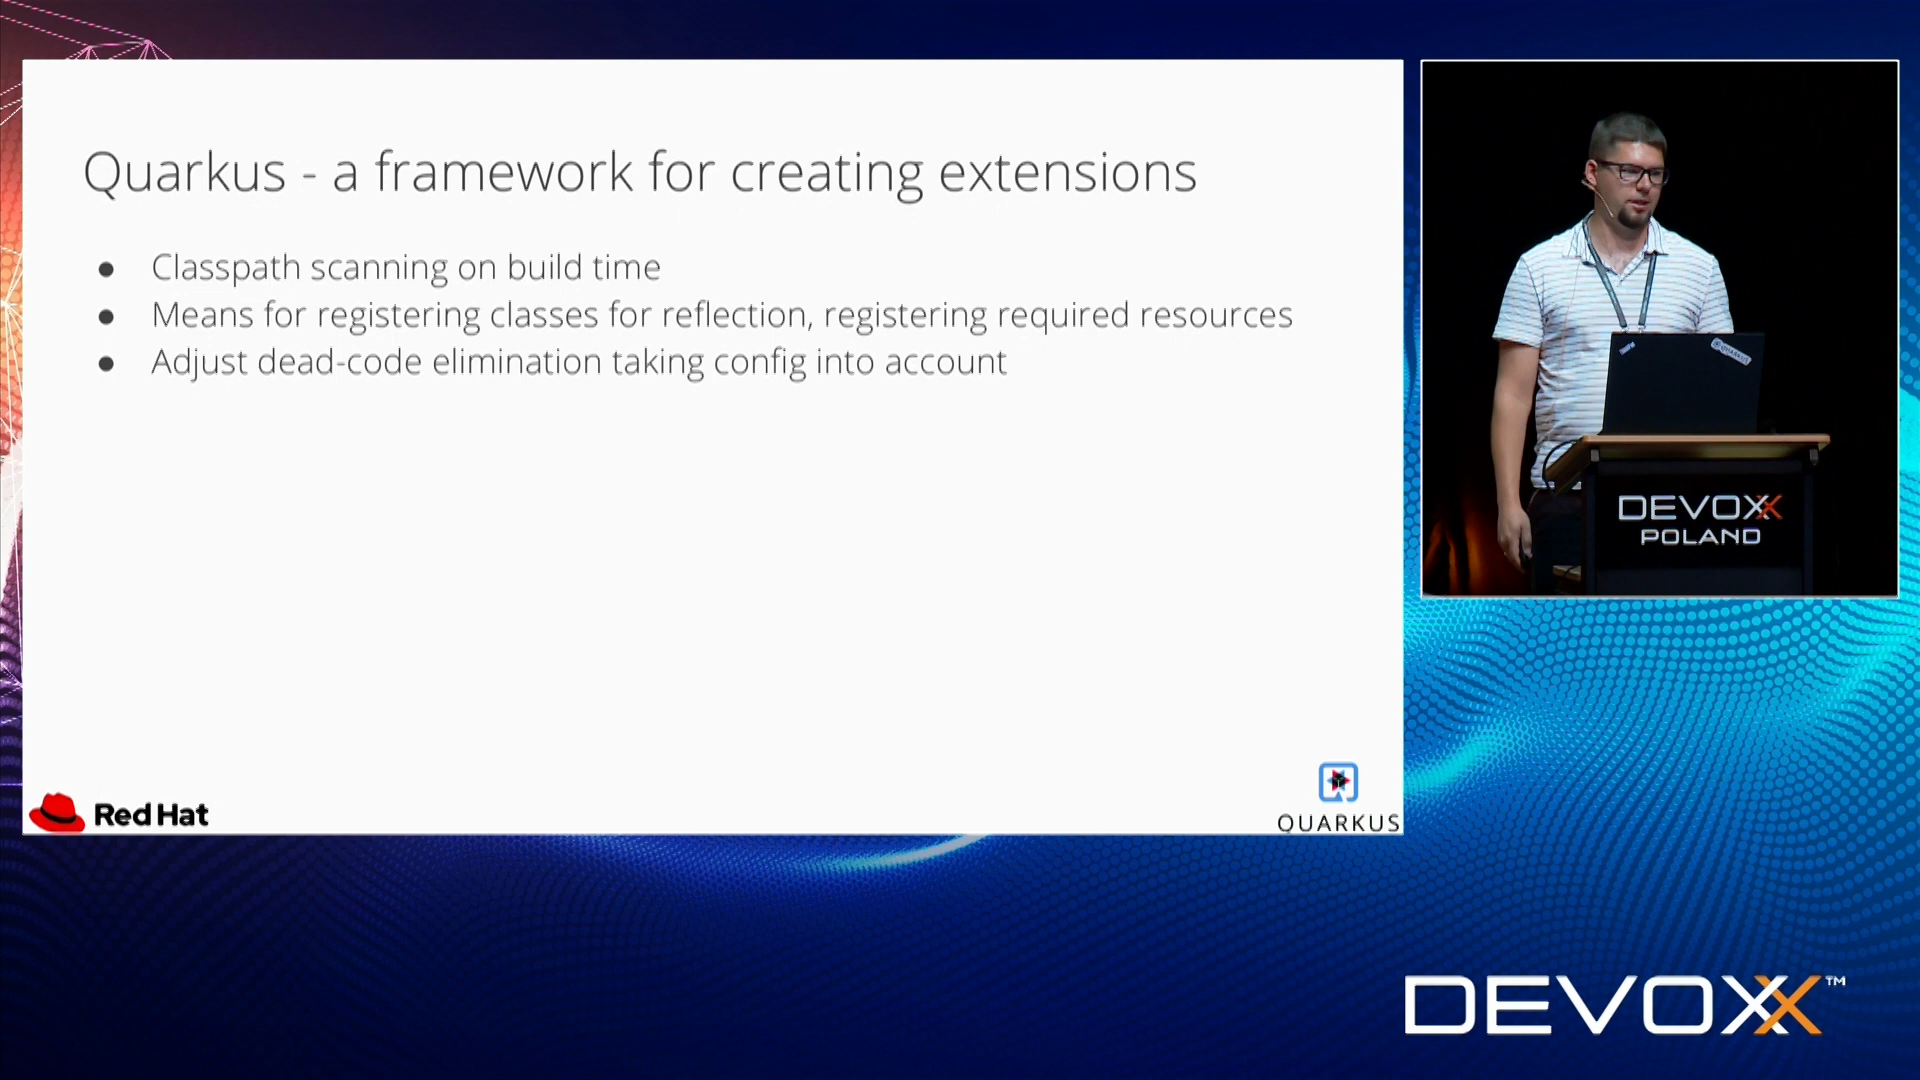 Quarkus - a framework for creating extensions
● Classpath scanning on build time
● Means for registering classes for reflection, registering required resources
● Adjust dead-code elimination taking config into account
Red Hat
QUARKUS
QUARKUS
DEVOXX
POLAND
DEVOXX™